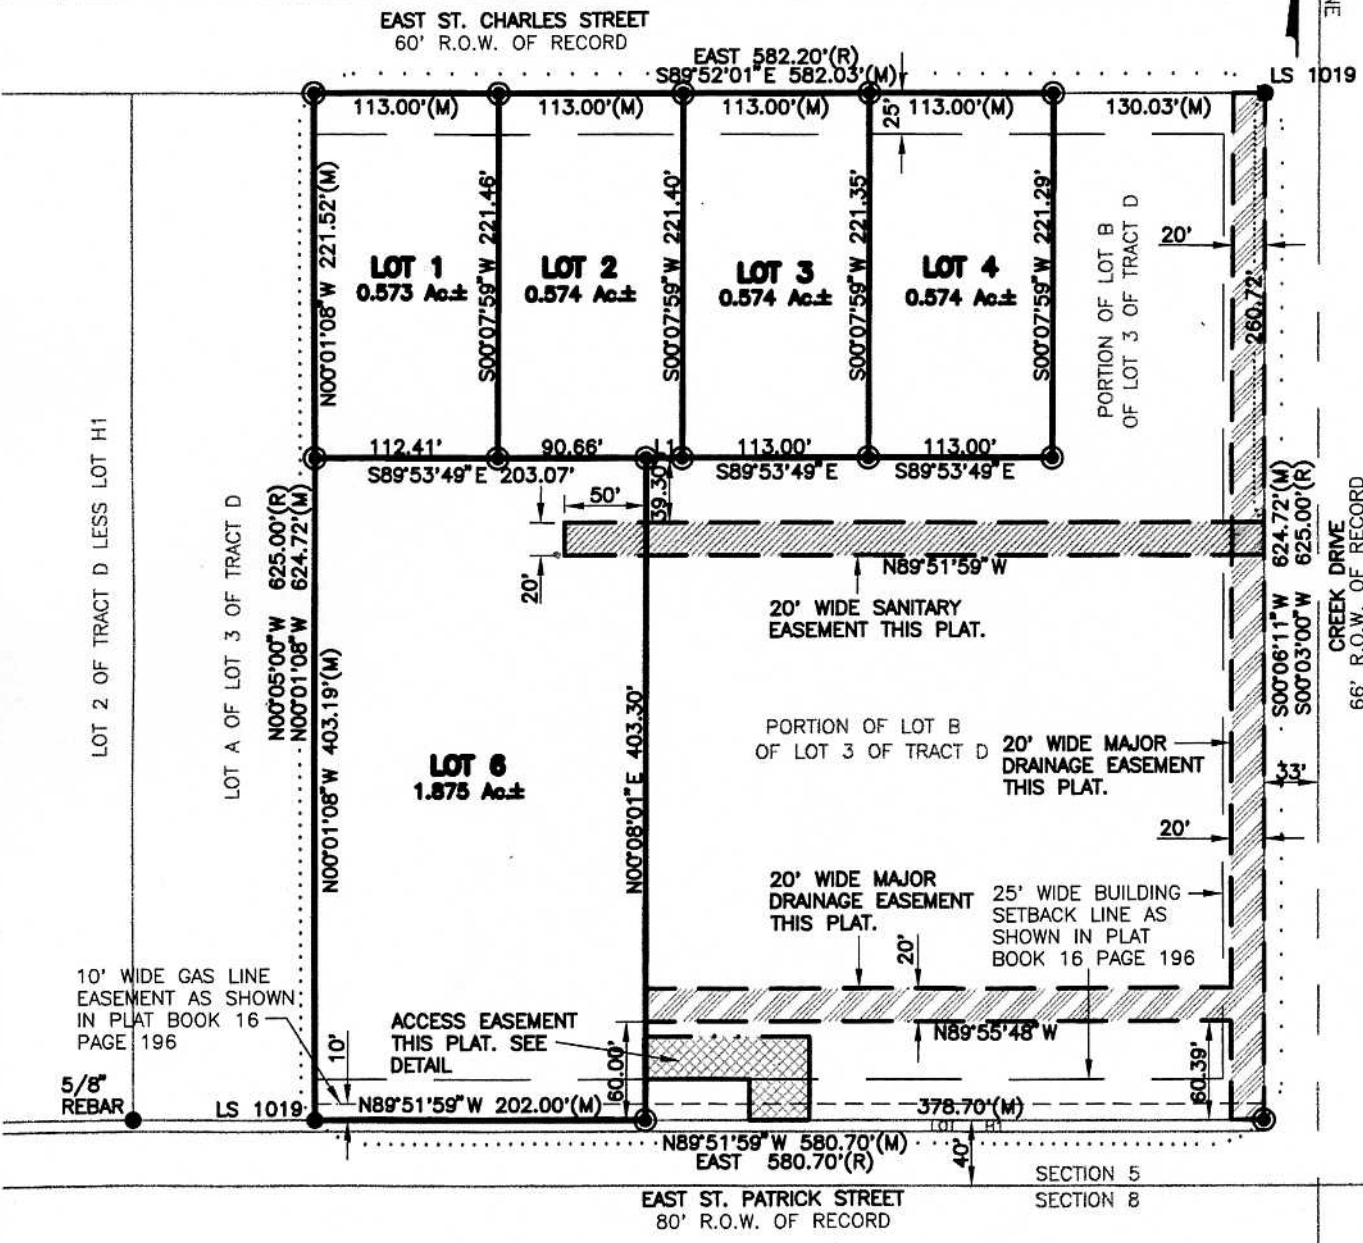 EAST ST. CHARLES STREET
60' R.O.W. OF RECORD
EAST 582.20'(R)
S89°52'01"E 582.03'(M)
LS 1019
113.00'(M)
113.00'(M)
113.00'(M)
113.00'(M)
130.03'(M)
25'
N00°01'08"W 221.52'(M)
S00°07'59"W 221.46'
S00°07'59"W 221.40'
S00°07'59"W 221.35'
S00°07'59"W 221.29'
LOT 1
0.573 Ac.±
LOT 2
0.574 Ac.±
LOT 3
0.574 Ac.±
LOT 4
0.574 Ac.±
PORTION OF LOT B
OF LOT 3 OF TRACT D
20'
260.72'
112.41'
90.66'
L1
113.00'
113.00'
S89°53'49"E 203.07'
S89°53'49"E
S89°53'49"E
39.30'
50'
20'
N89°51'59"W
20' WIDE SANITARY
EASEMENT THIS PLAT.
LOT 2 OF TRACT D LESS LOT H1
LOT A OF LOT 3 OF TRACT D
N00°05'00"W 625.00'(R)
N00°01'08"W 624.72'(M)
N00°01'08"W 403.19'(M)
LOT 6
1.875 Ac.±
N00°08'01"E 403.30'
PORTION OF LOT B
OF LOT 3 OF TRACT D
20' WIDE MAJOR
DRAINAGE EASEMENT
THIS PLAT.
S00°06'11"W 624.72'(M)
S00°03'00"W 625.00'(R)
CREEK DRIVE
66' R.O.W. OF RECORD
33'
20'
20' WIDE MAJOR
DRAINAGE EASEMENT
THIS PLAT.
20'
25' WIDE BUILDING
SETBACK LINE AS
SHOWN IN PLAT
BOOK 16 PAGE 196
10' WIDE GAS LINE
EASEMENT AS SHOWN
IN PLAT BOOK 16
PAGE 196
ACCESS EASEMENT
THIS PLAT. SEE
DETAIL
N89°55'48"W
60.00'
60.39'
10'
5/8"
REBAR
LS 1019
N89°51'59"W 202.00'(M)
378.70'(M)
LOT H1
N89°51'59"W 580.70'(M)
EAST 580.70'(R)
40'
SECTION 5
SECTION 8
EAST ST. PATRICK STREET
80' R.O.W. OF RECORD